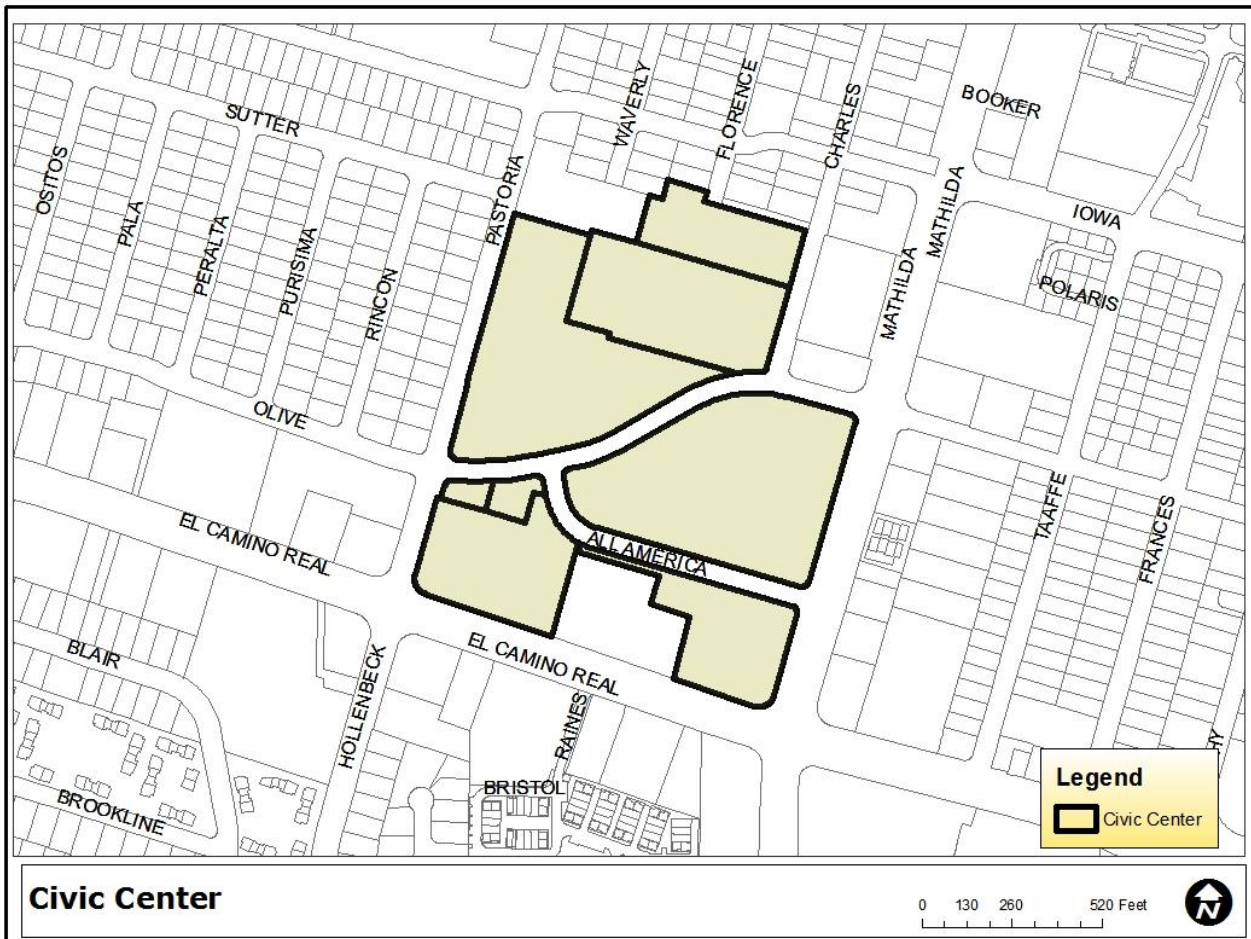 WAVERLY
FLORENCE
CHARLES
BOOKER
SUTTER
OSITOS
PALA
PERALTA
PURISIMA
RINCON
PASTORIA
MATHILDA
MATHILDA
IOWA
POLARIS
OLIVE
EL CAMINO REAL
ALL AMERICA
TAAFFE
FRANCES
BLAIR
HOLLENBECK
EL CAMINO REAL
RAINES
BRISTOL
BROOKLINE
HY
Legend
Civic Center
Civic Center
0 130 260 520 Feet
N